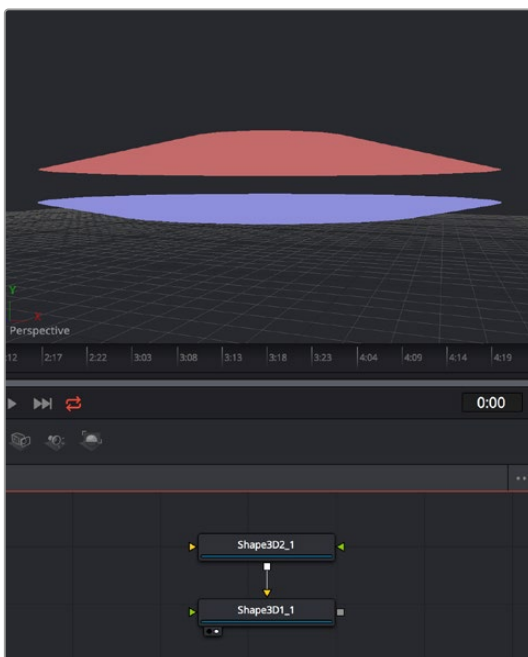 Y
X
Perspective
:12 2:17 2:22 3:03 3:08 3:13 3:18 3:23 4:04 4:09 4:14 4:19
0:00
Shape3D2_1
Shape3D1_1